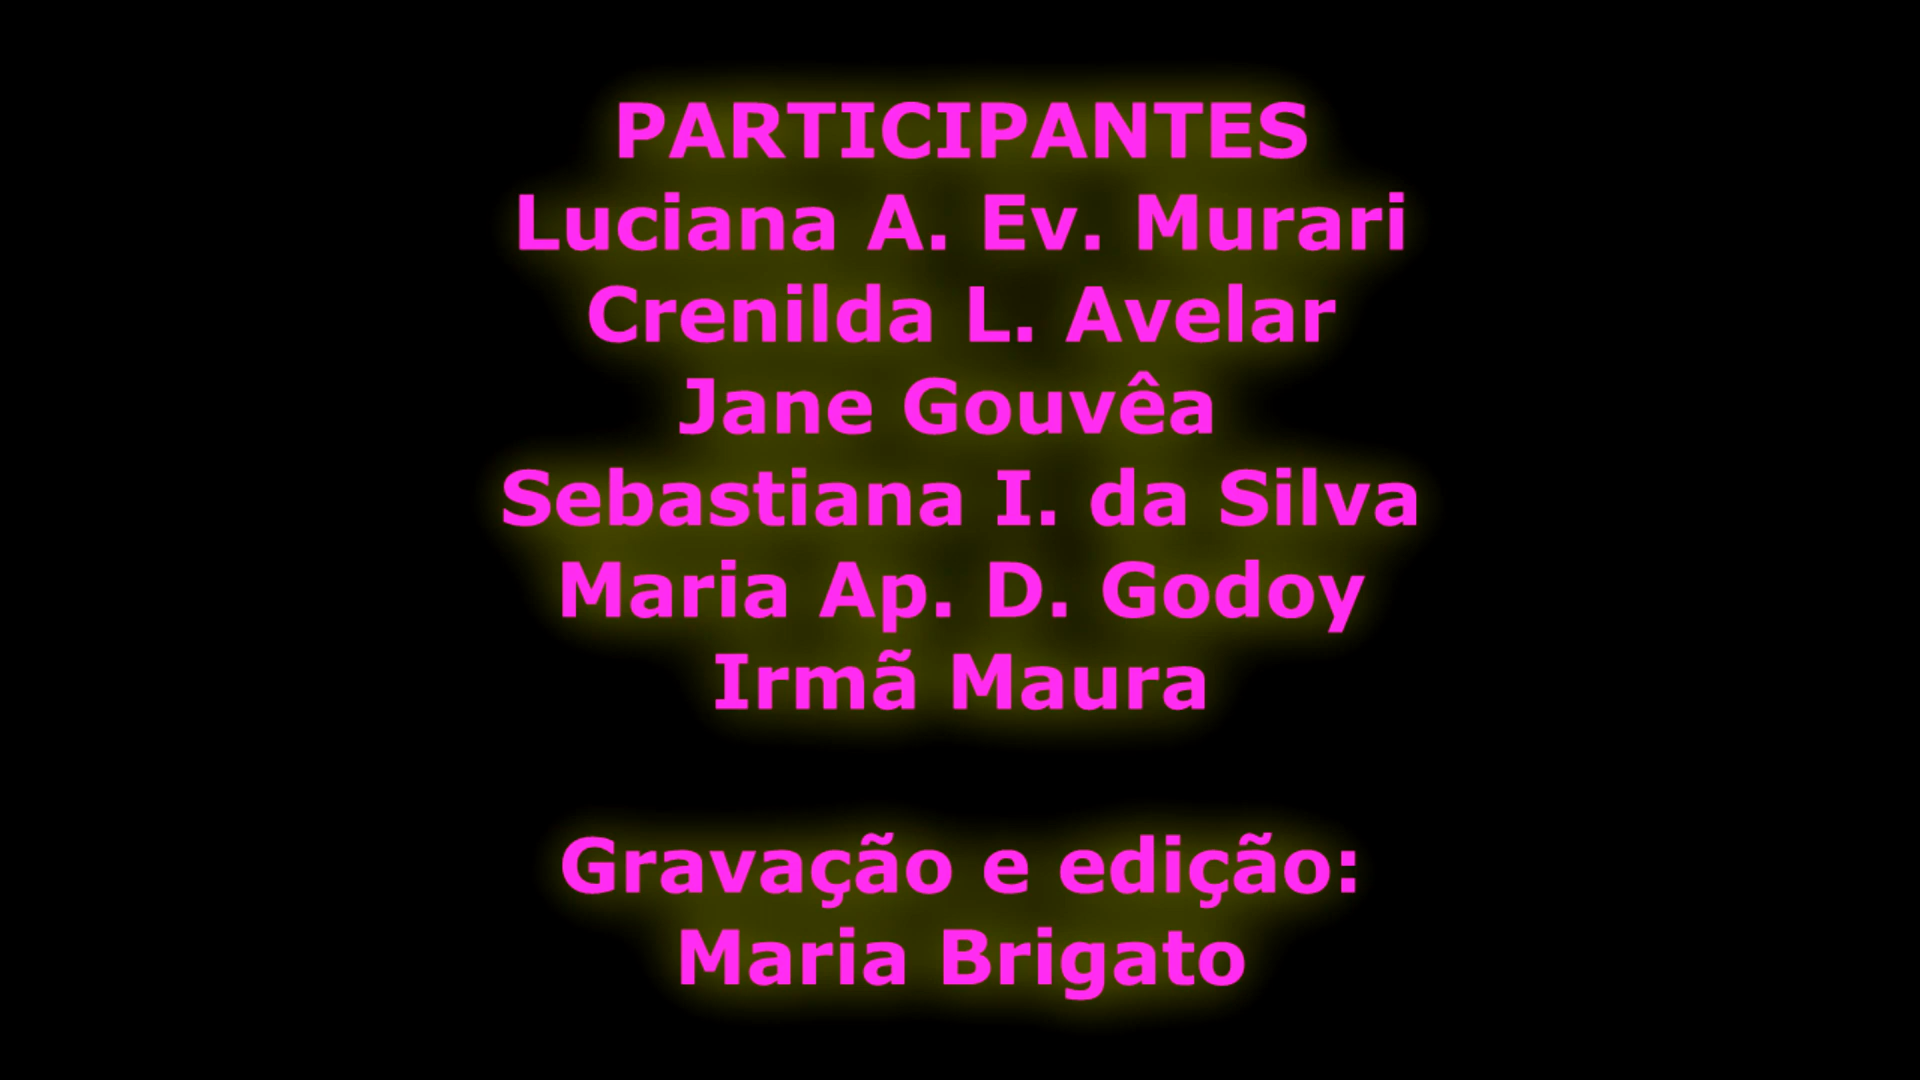 PARTICIPANTES
Luciana A. Ev. Murari
Crenilda L. Avelar
Jane Gouvêa
Sebastiana I. da Silva
Maria Ap. D. Godoy
Irmã Maura
Gravação e edição:
Maria Brigato